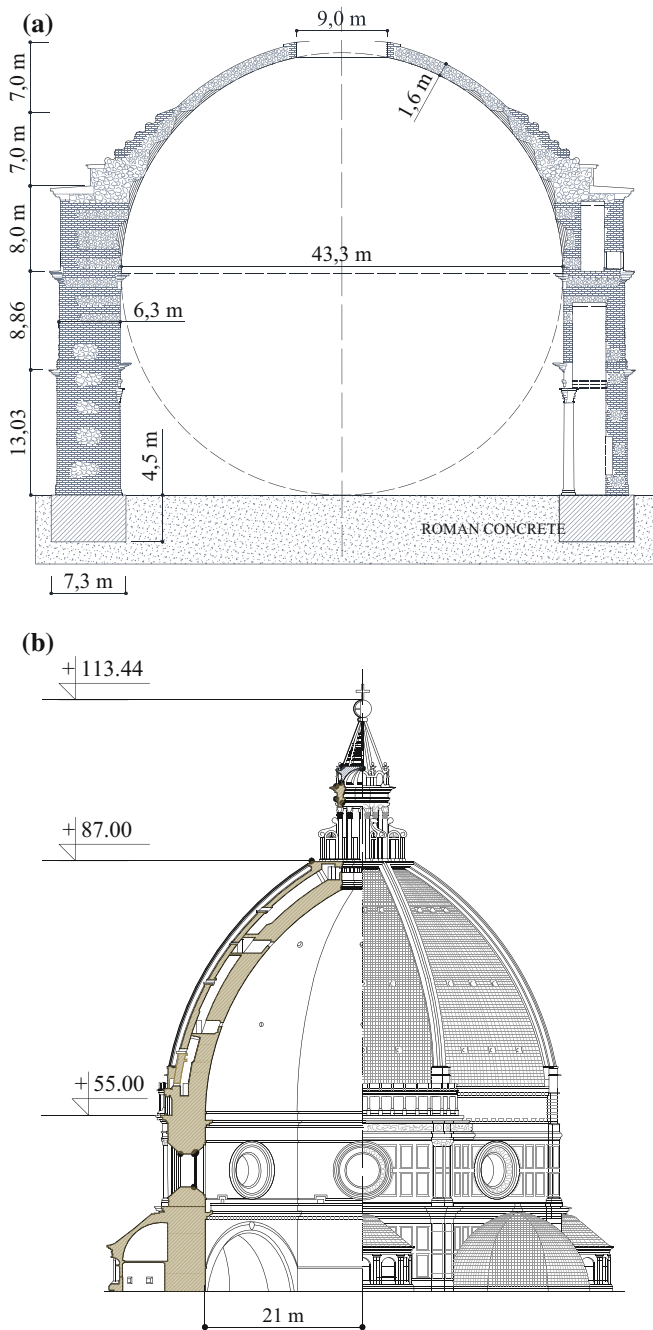 (a)
9,0 m
7,0 m
1,6 m
7,0 m
8,0 m
43,3 m
8,86
6,3 m
13,03
4,5 m
ROMAN CONCRETE
7,3 m
(b)
+ 113.44
+ 87.00
+ 55.00
21 m